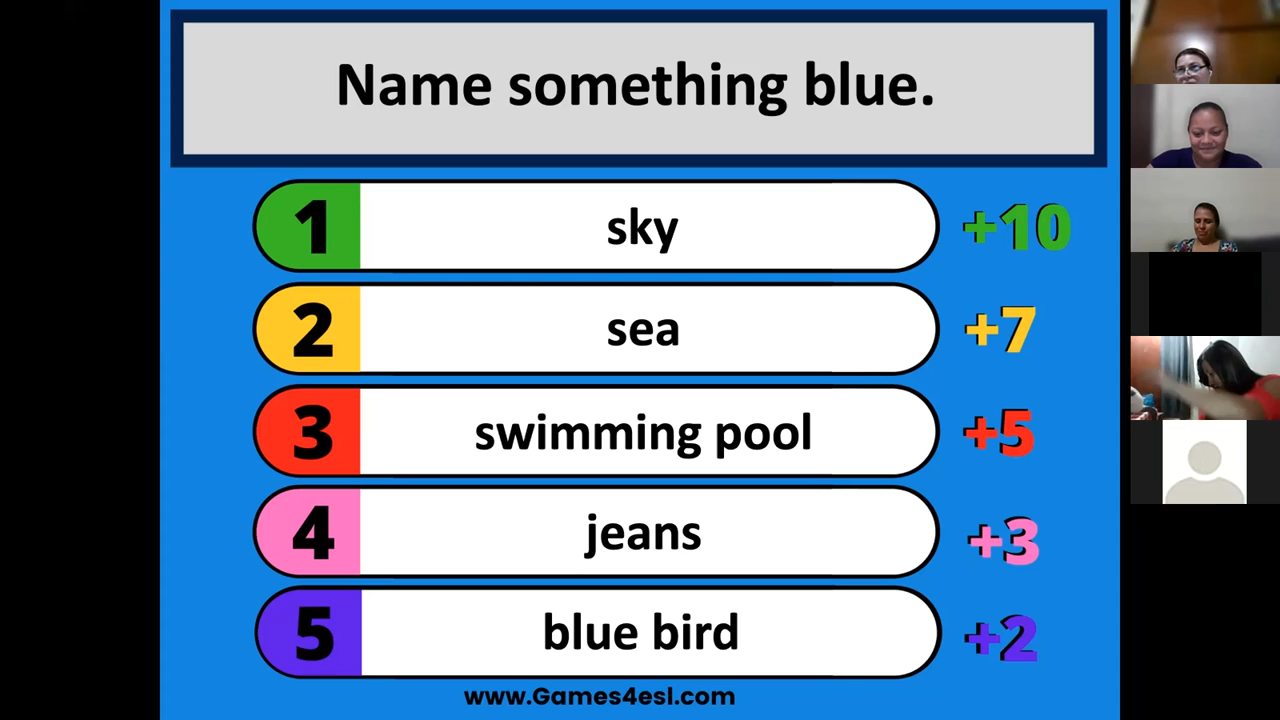 Name something blue.
1 sky +10
2 sea +7
3 swimming pool +5
4 jeans +3
5 blue bird +2
www.Games4esl.com